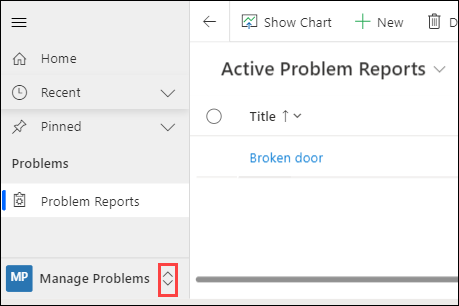 Show Chart
New
D
Home
Recent
Pinned
Problems
Problem Reports
MP
Manage Problems
Active Problem Reports
Title
Broken door